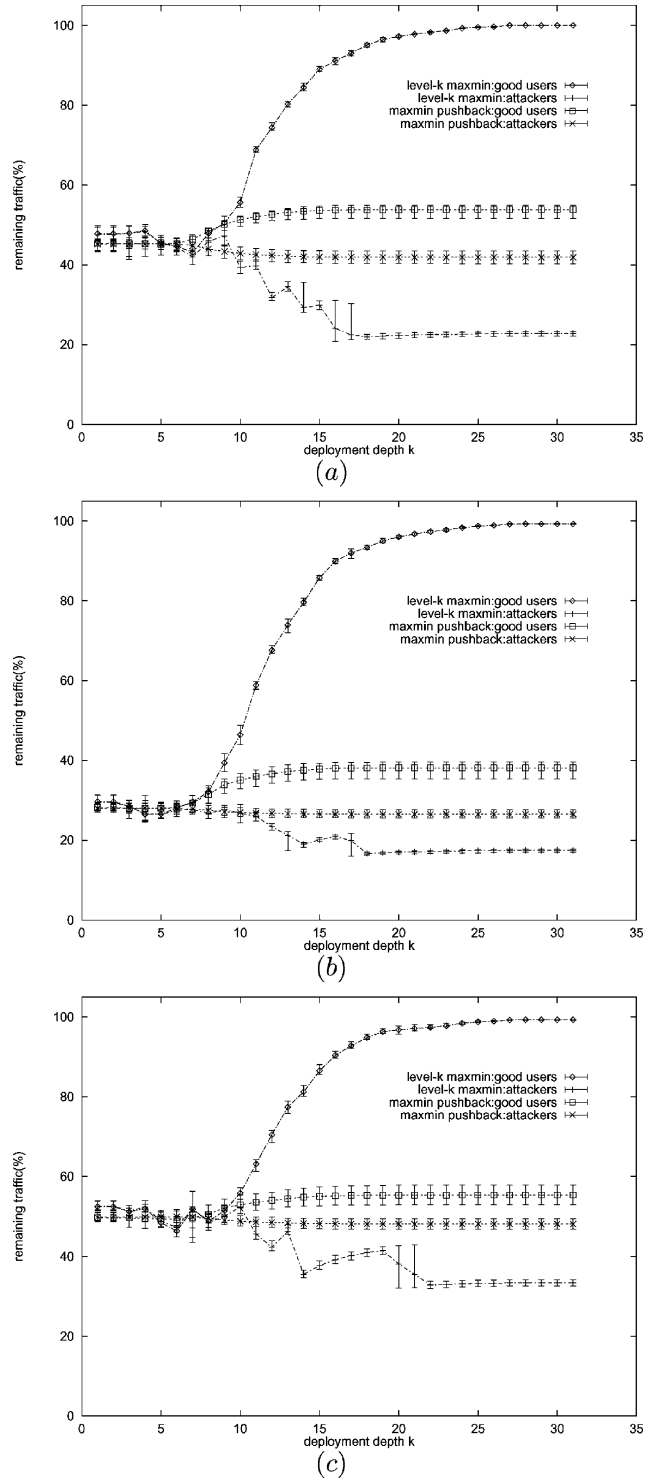 100
80
60
40
20
0
remaining traffic(%)
level-k maxmin:good users
level-k maxmin:attackers
maxmin pushback:good users
maxmin pushback:attackers
0 5 10 15 20 25 30 35
deployment depth k
(a)
100
80
60
40
20
0
remaining traffic(%)
level-k maxmin:good users
level-k maxmin:attackers
maxmin pushback:good users
maxmin pushback:attackers
0 5 10 15 20 25 30 35
deployment depth k
(b)
100
80
60
40
20
0
remaining traffic(%)
level-k maxmin:good users
level-k maxmin:attackers
maxmin pushback:good users
maxmin pushback:attackers
0 5 10 15 20 25 30 35
deployment depth k
(c)